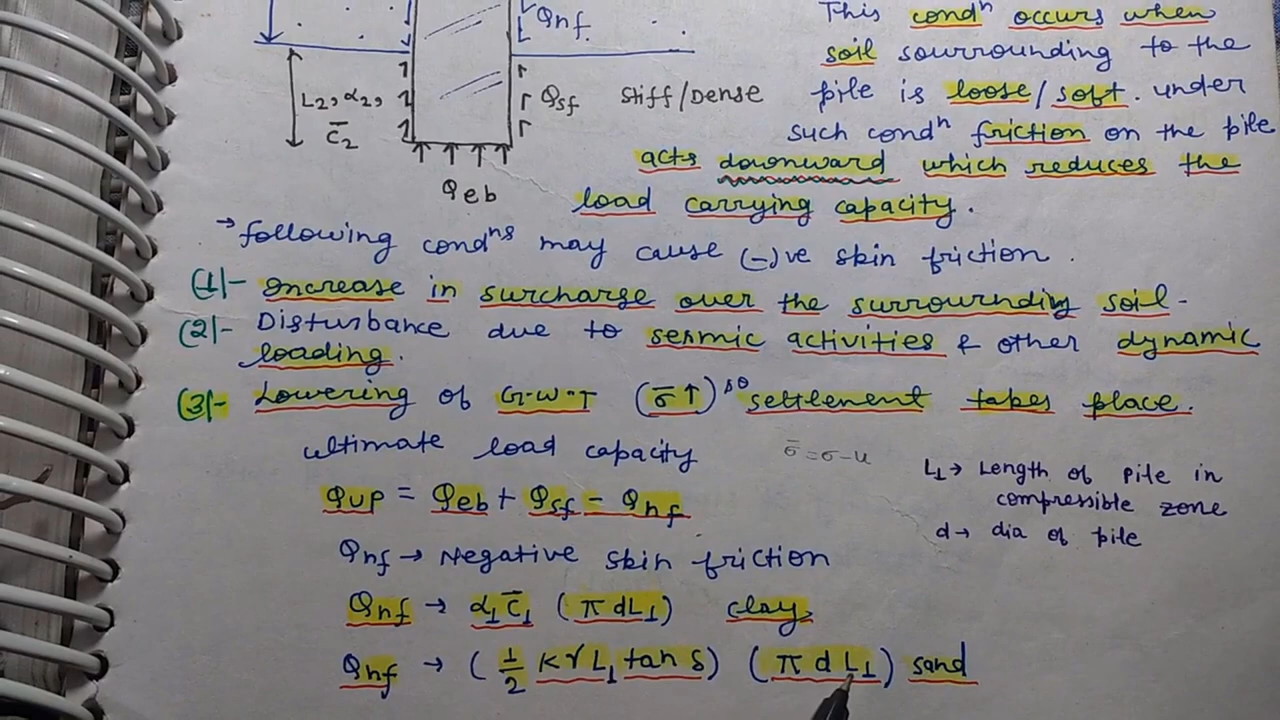 Qnf.
This condⁿ occurs when
soil sourrounding to the
pile is loose/soft. under
such condⁿ friction on the pile
acts downward which reduces the
load carrying capacity.
L2, α2,
C̄2
Qsf
Stiff/Dense
Qeb
→ following condⁿˢ may cause (-)ve skin friction.
(1)- Increase in surcharge over the surrounding soil-
(2)- Disturbance due to seismic activities & other dynamic
loading.
(3)- Lowering of G.W.T (σ̄↑) so settlement takes place.
ultimate load capacity
σ̄ = σ-u
Qup = Qeb + Qsf - Qnf
L1 → Length of pile in
compressible zone
d → dia of pile
Qnf → Negative skin friction
Qnf → α1 C̄1 (π dL1) clay
Qnf → (1/2 KγL1 tan δ) (π d L1) sand